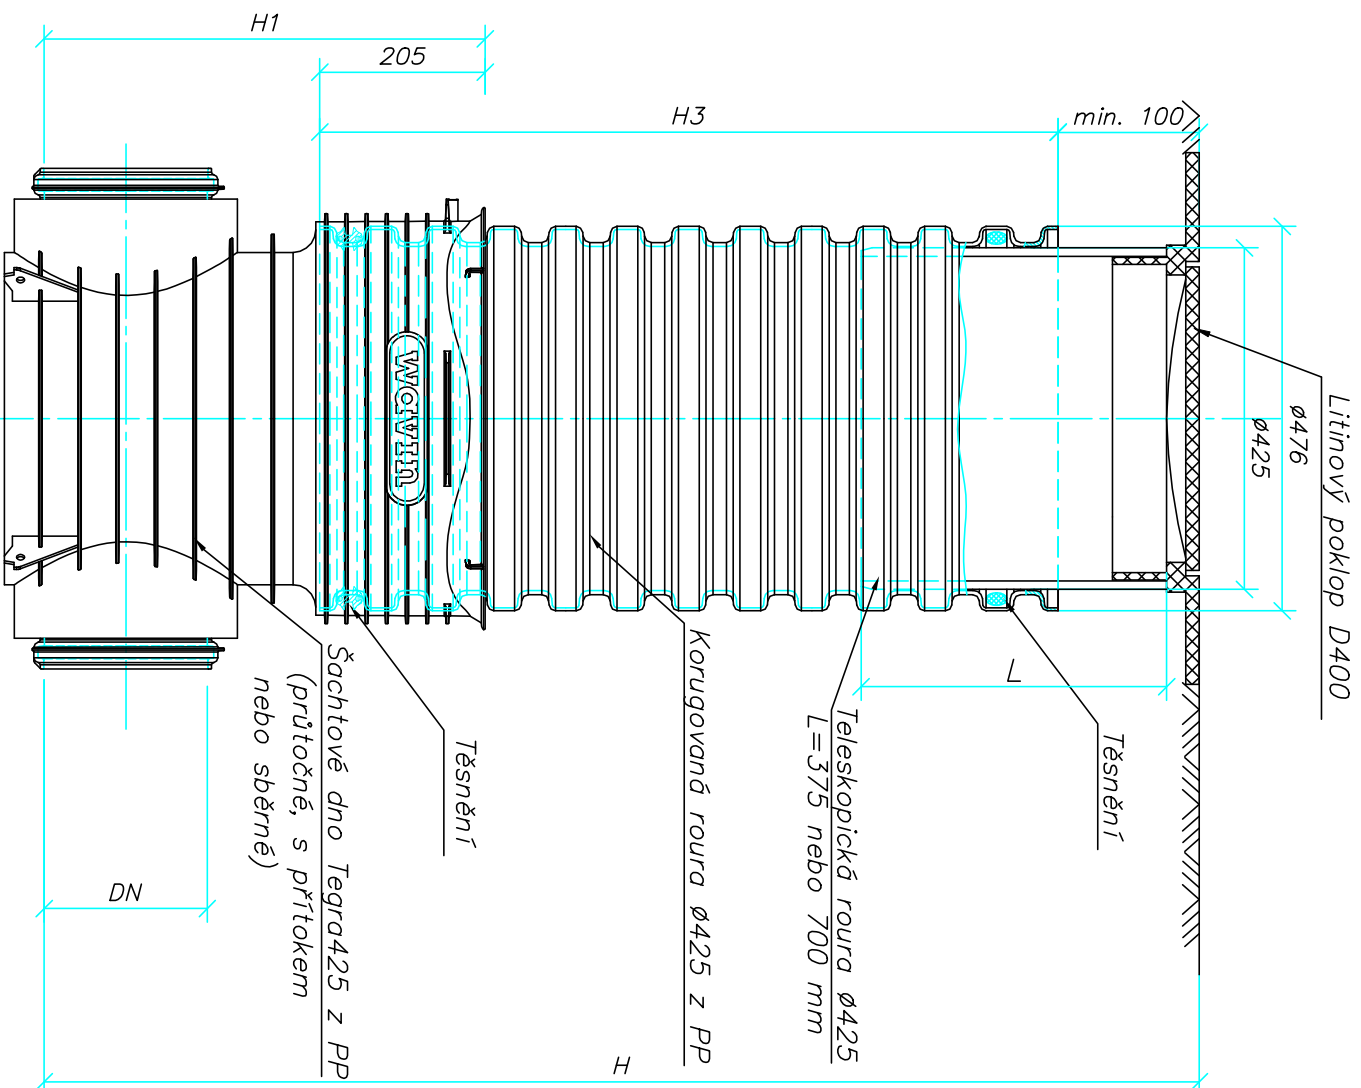 H1
205
H3
min. 100
Litinový poklop D400
ø476
ø425
wavin
L
Těsnění
Teleskopická roura ø425
L=375 nebo 700 mm
Korugovaná roura ø425 z PP
Těsnění
Šachtové dno Tegra425 z PP
(průtočné, s přítokem
nebo sběrné)
DN
H